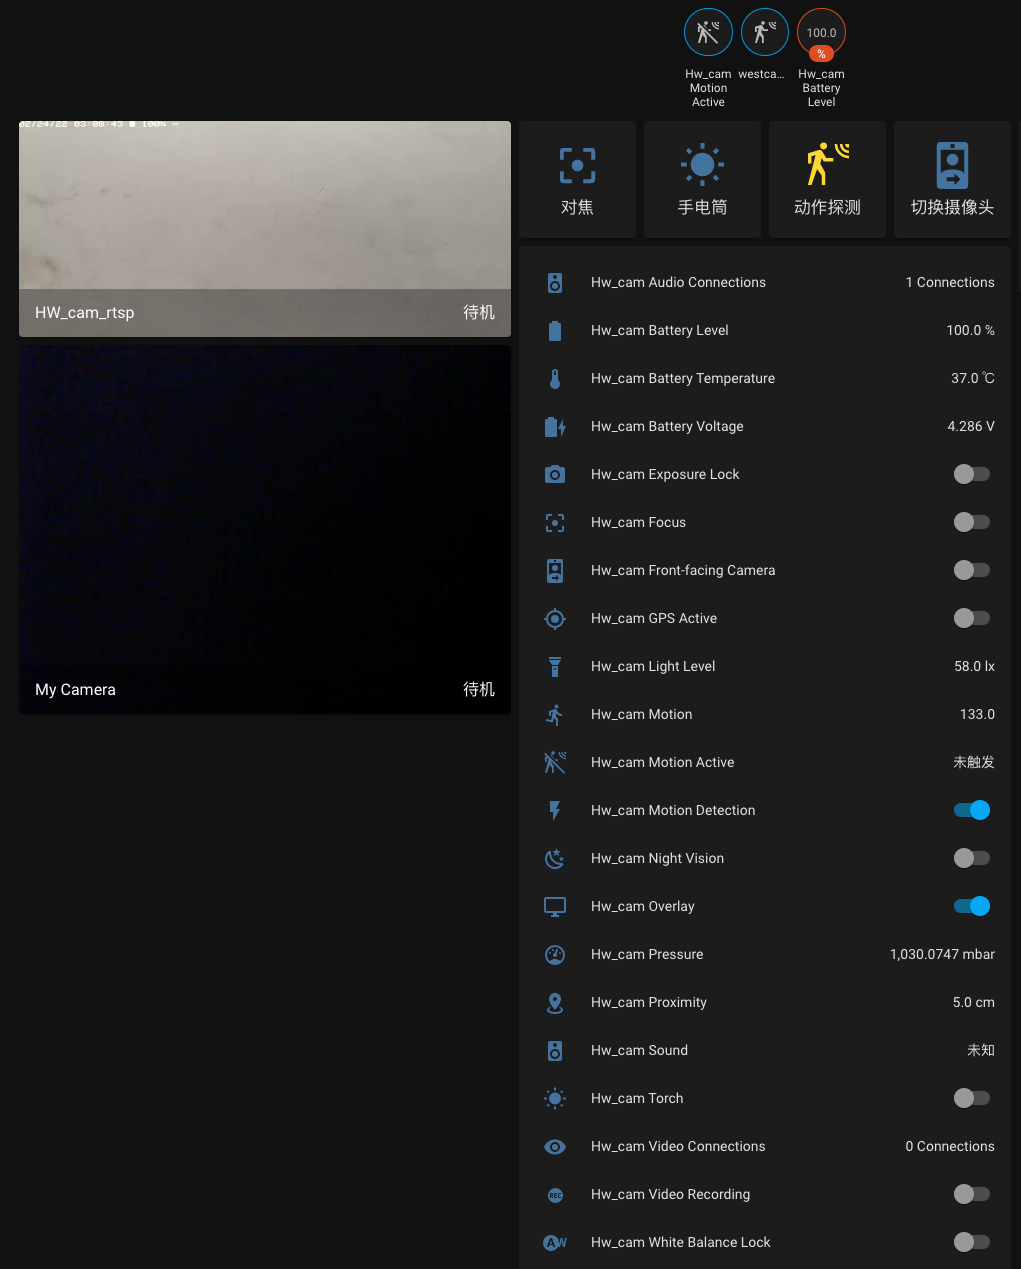 100.0
%
Hw_cam Motion Active
westca...
Hw_cam Battery Level
02/24/22 03:08:43 100%
HW_cam_rtsp
待机
My Camera
待机
对焦
手电筒
动作探测
切换摄像头
Hw_cam Audio Connections
1 Connections
Hw_cam Battery Level
100.0 %
Hw_cam Battery Temperature
37.0 ℃
Hw_cam Battery Voltage
4.286 V
Hw_cam Exposure Lock
Hw_cam Focus
Hw_cam Front-facing Camera
Hw_cam GPS Active
Hw_cam Light Level
58.0 lx
Hw_cam Motion
133.0
Hw_cam Motion Active
未触发
Hw_cam Motion Detection
Hw_cam Night Vision
Hw_cam Overlay
Hw_cam Pressure
1,030.0747 mbar
Hw_cam Proximity
5.0 cm
Hw_cam Sound
未知
Hw_cam Torch
Hw_cam Video Connections
0 Connections
REC
Hw_cam Video Recording
AW
Hw_cam White Balance Lock